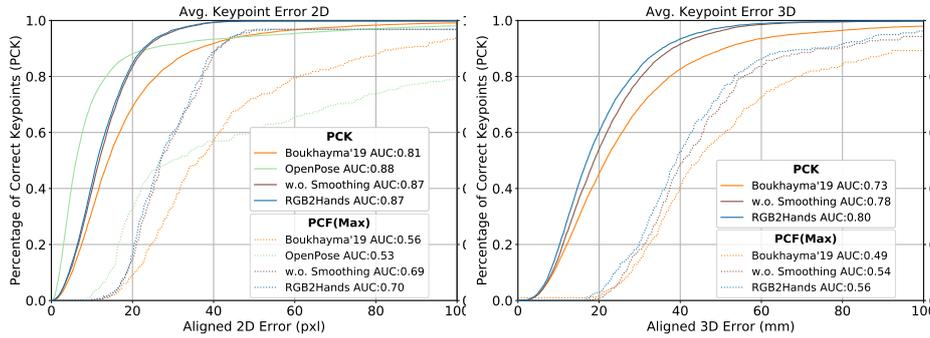 Avg. Keypoint Error 2D
Percentage of Correct Keypoints (PCK)
1.0
0.8
0.6
0.4
0.2
0.0
0
20
40
60
80
100
Aligned 2D Error (pxl)
PCK
Boukhayma'19 AUC:0.81
OpenPose AUC:0.88
w.o. Smoothing AUC:0.87
RGB2Hands AUC:0.87
PCF(Max)
Boukhayma'19 AUC:0.56
OpenPose AUC:0.53
w.o. Smoothing AUC:0.69
RGB2Hands AUC:0.70
Avg. Keypoint Error 3D
Percentage of Correct Keypoints (PCK)
1.0
0.8
0.6
0.4
0.2
0.0
0
20
40
60
80
100
Aligned 3D Error (mm)
PCK
Boukhayma'19 AUC:0.73
w.o. Smoothing AUC:0.78
RGB2Hands AUC:0.80
PCF(Max)
Boukhayma'19 AUC:0.49
w.o. Smoothing AUC:0.54
RGB2Hands AUC:0.56